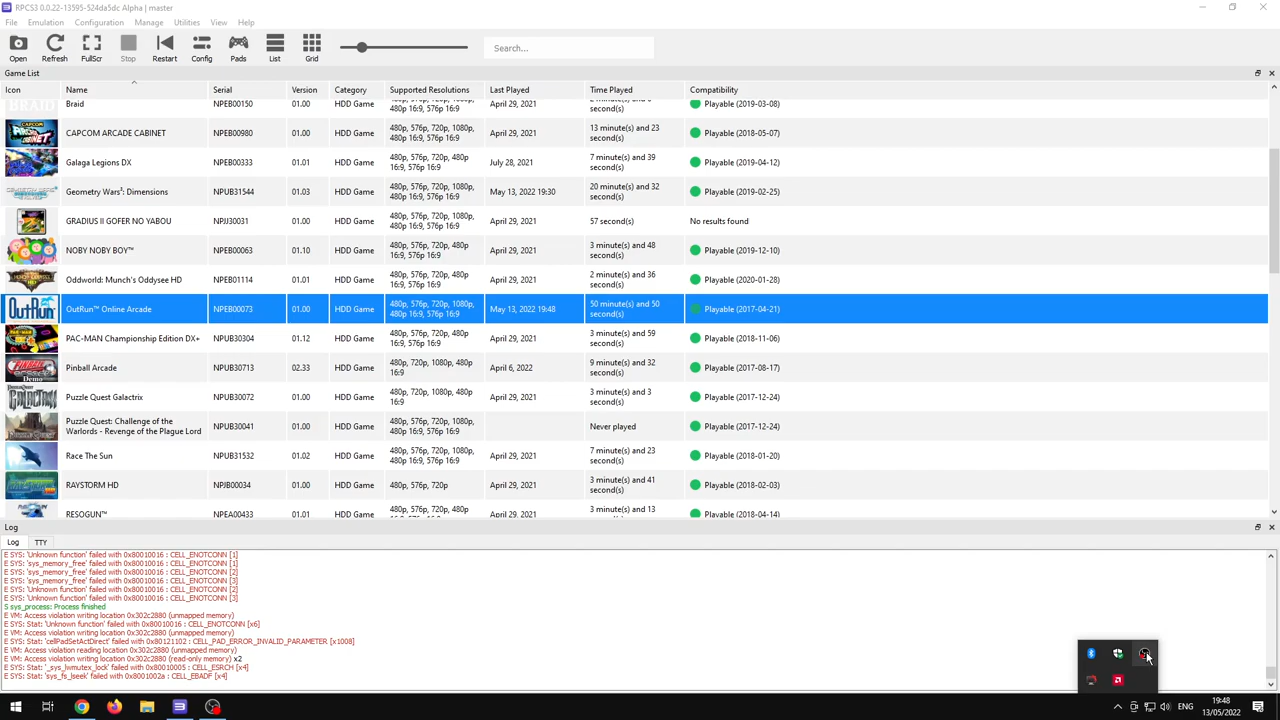 RPCS3 0.0.22-13595-524da5dc Alpha | master
File Emulation Configuration Manage Utilities View Help
Open Refresh FullScr Stop Restart Config Pads List Grid Search...
Game List
Icon Name Serial Version Category Supported Resolutions Last Played Time Played Compatibility
BRAID Braid NPEB00150 01.00 HDD Game 480p, 576p, 720p, 1080p, 480p 16:9, 576p 16:9 April 29, 2021 second(s) Playable (2019-03-08)
CAPCOM ARCADE CABINET NPEB00980 01.00 HDD Game 480p, 576p, 720p, 1080p, 480p 16:9, 576p 16:9 April 29, 2021 13 minute(s) and 23 second(s) Playable (2018-05-07)
Galaga Legions DX NPEB00333 01.01 HDD Game 480p, 576p, 720p, 480p 16:9, 576p 16:9 July 28, 2021 7 minute(s) and 39 second(s) Playable (2019-04-12)
Geometry Wars³: Dimensions NPUB31544 01.03 HDD Game 480p, 576p, 720p, 1080p, 480p 16:9, 576p 16:9 May 13, 2022 19:30 20 minute(s) and 32 second(s) Playable (2019-02-25)
GRADIUS II GOFER NO YABOU NPJJ30031 01.00 HDD Game 480p, 576p, 720p, 1080p, 480p 16:9, 576p 16:9 April 29, 2021 57 second(s) No results found
NOBY NOBY BOY™ NPEB00063 01.10 HDD Game 480p, 576p, 720p, 480p 16:9, 576p 16:9 April 29, 2021 3 minute(s) and 48 second(s) Playable (2019-12-10)
Oddworld: Munch's Oddysee HD NPEB01114 01.01 HDD Game 480p, 576p, 720p, 480p 16:9, 576p 16:9 April 29, 2021 2 minute(s) and 36 second(s) Playable (2020-01-28)
OutRun OutRun™ Online Arcade NPEB00073 01.00 HDD Game 480p, 576p, 720p, 1080p, 480p 16:9, 576p 16:9 May 13, 2022 19:48 50 minute(s) and 50 second(s) Playable (2017-04-21)
PAC-MAN Championship Edition DX+ NPUB30304 01.12 HDD Game 480p, 576p, 720p, 1080p, 480p 16:9, 576p 16:9 April 29, 2021 3 minute(s) and 59 second(s) Playable (2018-11-06)
Pinball Arcade NPUB30713 02.33 HDD Game 480p, 720p, 1080p, 480p 16:9 April 6, 2022 9 minute(s) and 32 second(s) Playable (2017-08-17)
Puzzle Quest Galactrix NPUB30072 01.00 HDD Game 480p, 720p, 1080p, 480p 16:9 April 29, 2021 3 minute(s) and 3 second(s) Playable (2017-12-24)
Puzzle Quest: Challenge of the Warlords - Revenge of the Plague Lord NPUB30041 01.00 HDD Game 480p, 576p, 720p, 480p 16:9, 576p 16:9 Never played Playable (2017-12-24)
Race The Sun NPUB31532 01.02 HDD Game 480p, 576p, 720p, 1080p, 480p 16:9, 576p 16:9 April 29, 2021 7 minute(s) and 23 second(s) Playable (2018-01-20)
RAYSTORM HD NPJB00034 01.00 HDD Game 480p, 720p April 29, 2021 3 minute(s) and 41 second(s) Playable (2018-02-03)
RESOGUN™ NPEA00433 01.01 HDD Game 480p, 576p, 720p, 1080p, 480p 16:9, 576p 16:9 April 29, 2021 3 minute(s) and 13 second(s) Playable (2018-04-14)
Log
Log TTY
E SYS: 'Unknown function' failed with 0x80010016 : CELL_ENOTCONN [1]
E SYS: 'sys_memory_free' failed with 0x80010016 : CELL_ENOTCONN [1]
E SYS: 'sys_memory_free' failed with 0x80010016 : CELL_ENOTCONN [2]
E SYS: 'sys_memory_free' failed with 0x80010016 : CELL_ENOTCONN [3]
E SYS: 'Unknown function' failed with 0x80010016 : CELL_ENOTCONN [2]
E SYS: 'Unknown function' failed with 0x80010016 : CELL_ENOTCONN [3]
S sys_process: Process finished
E VM: Access violation writing location 0x302c2880 (unmapped memory)
E SYS: Stat: 'Unknown function' failed with 0x80010016 : CELL_ENOTCONN [x6]
E VM: Access violation writing location 0x302c2880 (unmapped memory)
E SYS: Stat: 'cellPadSetActDirect' failed with 0x80121102 : CELL_PAD_ERROR_INVALID_PARAMETER [x1008]
E VM: Access violation reading location 0x302c2880 (unmapped memory)
E VM: Access violation writing location 0x302c2880 (read-only memory) x2
E SYS: Stat: '_sys_lwmutex_lock' failed with 0x80010005 : CELL_ESRCH [x4]
E SYS: Stat: 'sys_fs_lseek' failed with 0x8001002a : CELL_EBADF [x4]
ENG 19:48
13/05/2022